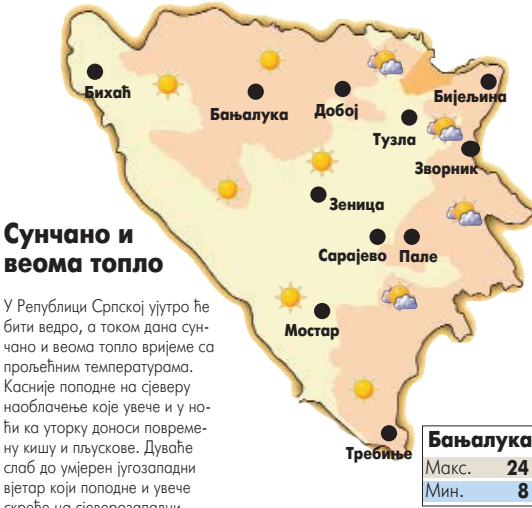 Бихаћ
Бањалука
Добој
Бијељина
Тузла
Зворник
Зеница
Сарајево
Пале
Мостар
Требиње
Сунчано и
веома топло
У Републици Српској ујутро ће
бити ведро, а током дана сун-
чано и веома топло вријеме са
прољећним температурама.
Касније поподне на сјеверу
наоблачење које увече и у но-
ћи ка уторку доноси повреме-
ну кишу и пљускове. Дуваће
слаб до умјерен југозападни
вјетар који поподне и увече
скреће на сјеверозападни
Бањалука
Макс. 24
Мин. 8